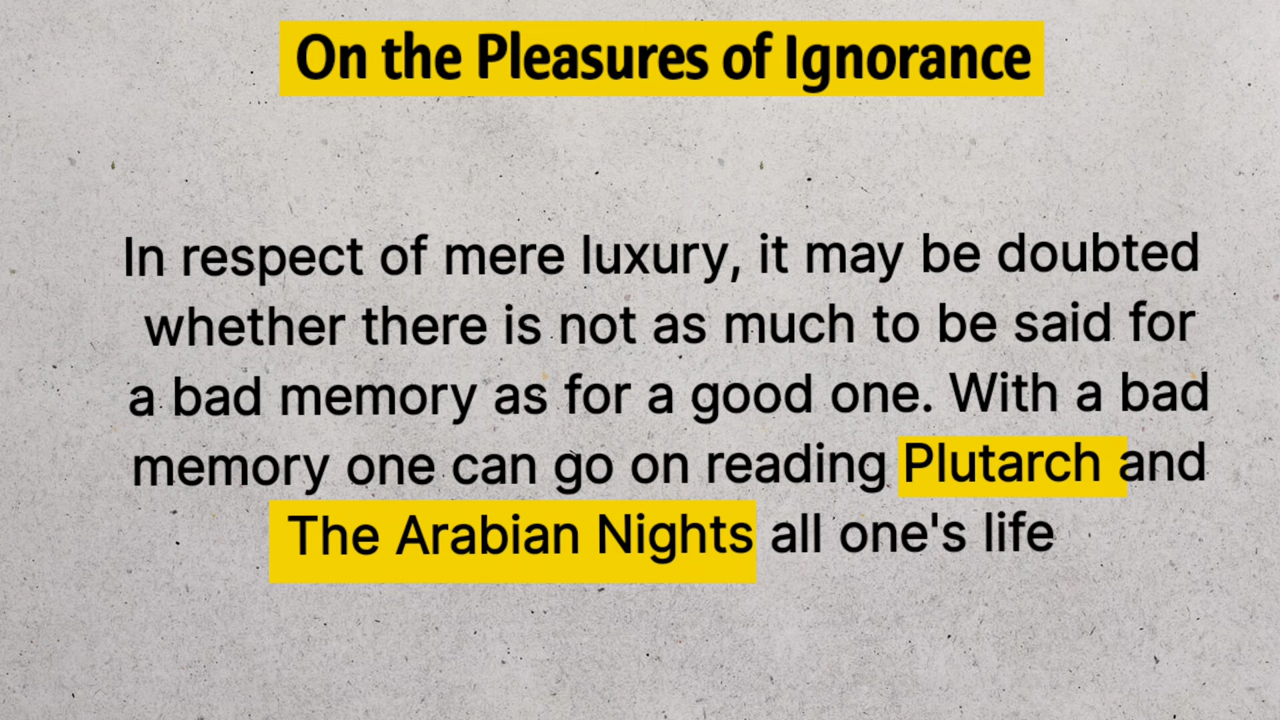 On the Pleasures of Ignorance
In respect of mere luxury, it may be doubted
whether there is not as much to be said for
a bad memory as for a good one. With a bad
memory one can go on reading Plutarch and
The Arabian Nights all one's life